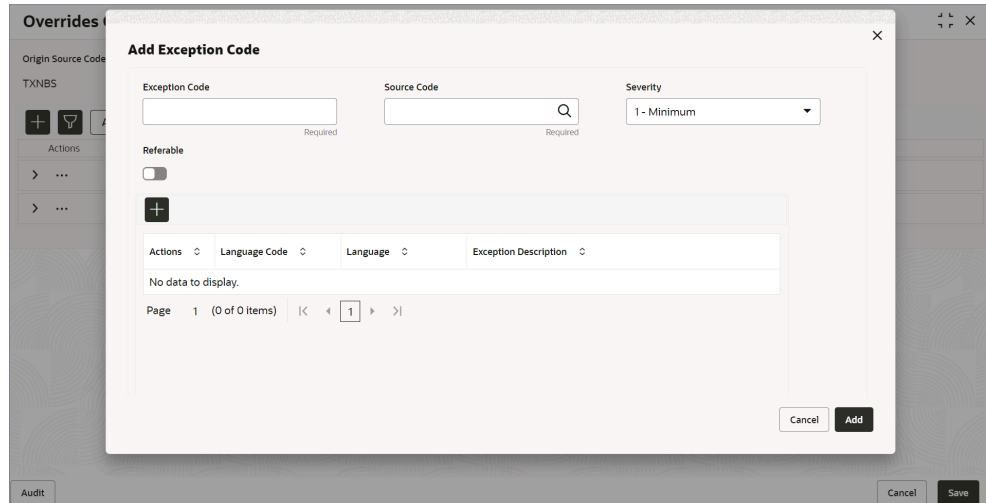 Overrides
Add Exception Code
Origin Source Code
TXNBS
Exception Code
Source Code
Severity
1 - Minimum
Required
Required
Referable
Actions
Actions
Language Code
Language
Exception Description
No data to display.
Page 1 (0 of 0 items) 1
Cancel
Add
Audit
Cancel
Save